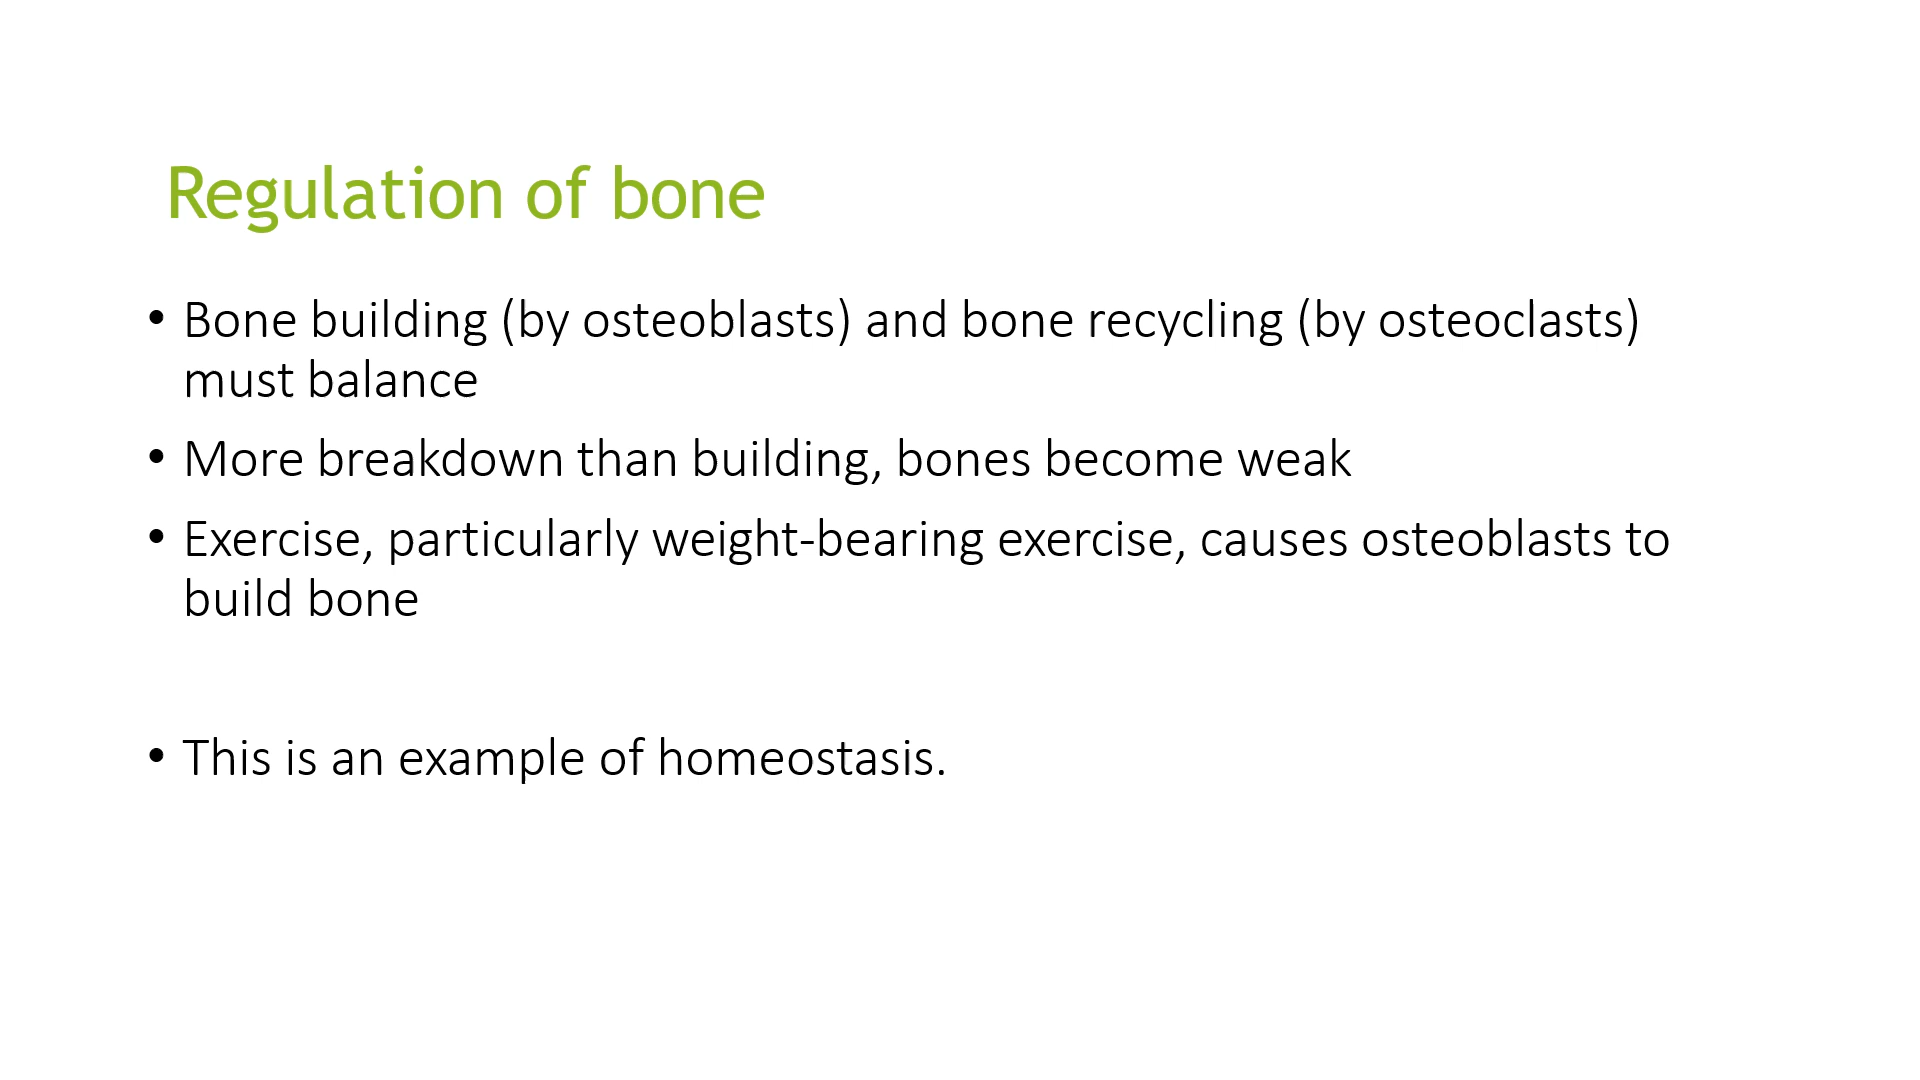 Regulation of bone
• Bone building (by osteoblasts) and bone recycling (by osteoclasts)
must balance
• More breakdown than building, bones become weak
• Exercise, particularly weight-bearing exercise, causes osteoblasts to
build bone
• This is an example of homeostasis.